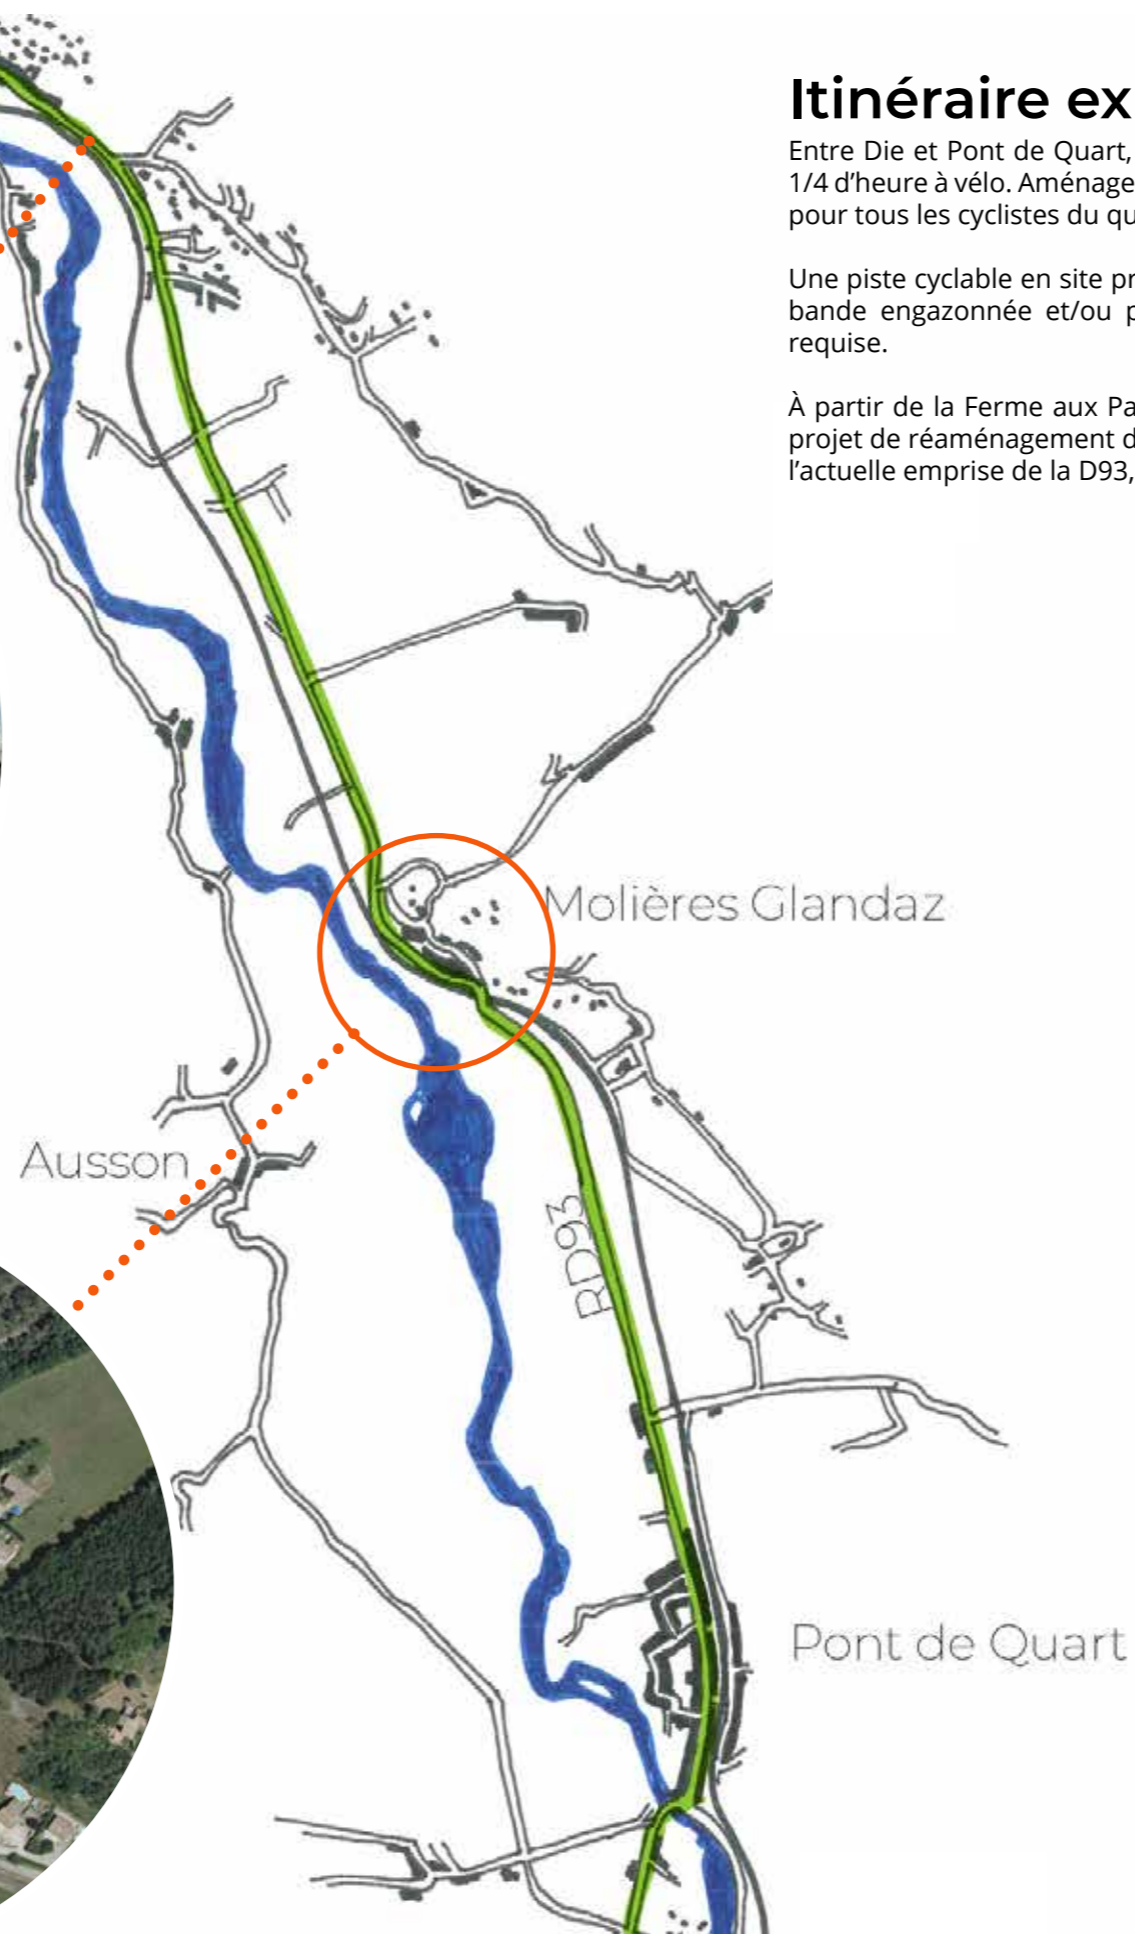 Itinéraire ex
Entre Die et Pont de Quart,
1/4 d’heure à vélo. Aménage
pour tous les cyclistes du qu
Une piste cyclable en site pr
bande engazonnée et/ou p
requise.
À partir de la Ferme aux Pa
projet de réaménagement d
l’actuelle emprise de la D93,
Molières Glandaz
Ausson
RD93
Pont de Quart